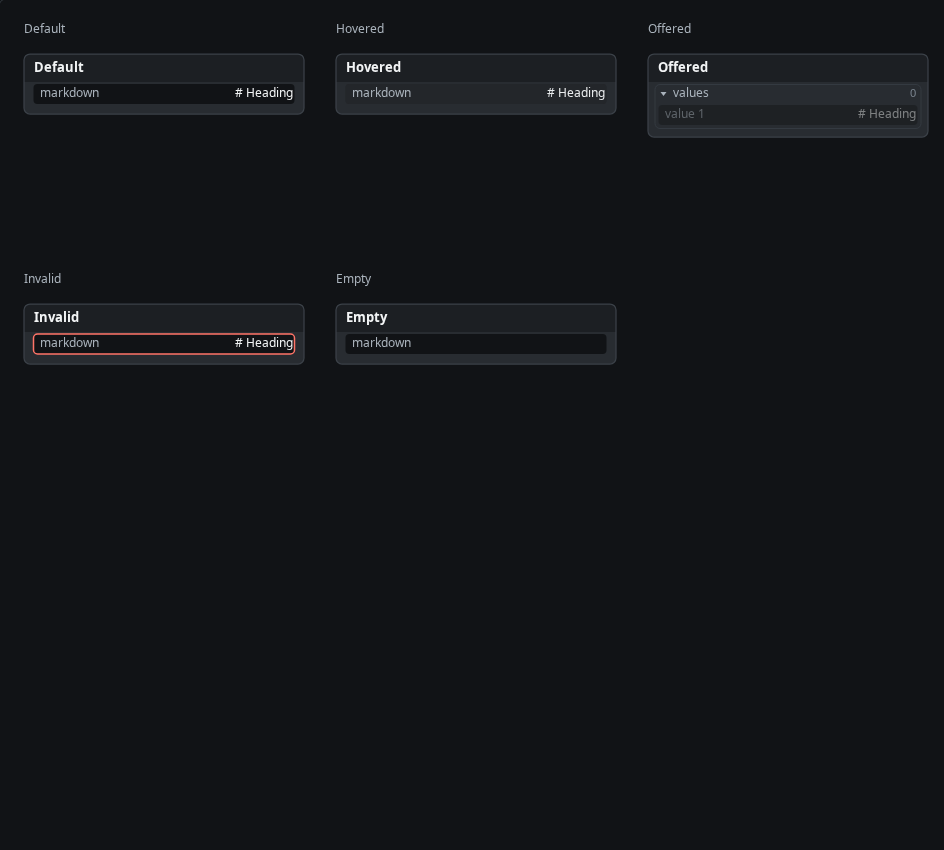 Default
Hovered
Offered
Default
Hovered
Offered
markdown # Heading
markdown # Heading
values 0
value 1 # Heading
Invalid
Empty
Invalid
Empty
markdown # Heading
markdown